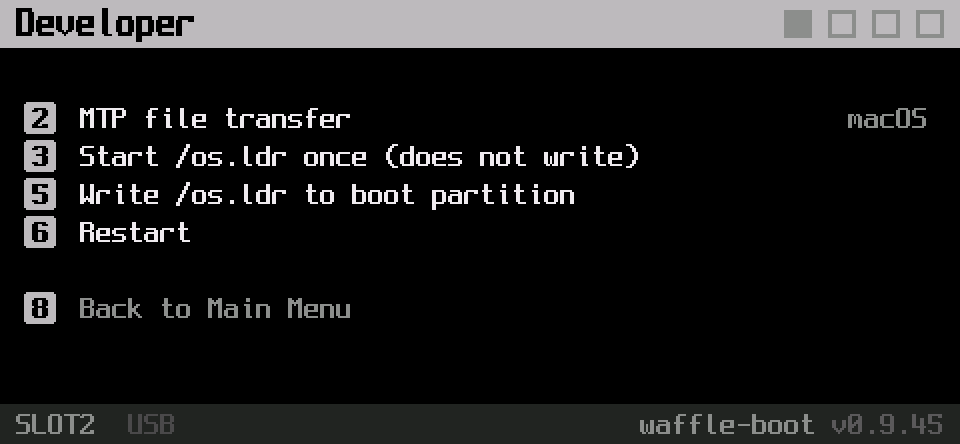 Developer
2 MTP file transfer macOS
3 Start /os.ldr once (does not write)
5 Write /os.ldr to boot partition
6 Restart
8 Back to Main Menu
SLOT2 USB waffle-boot v0.9.45